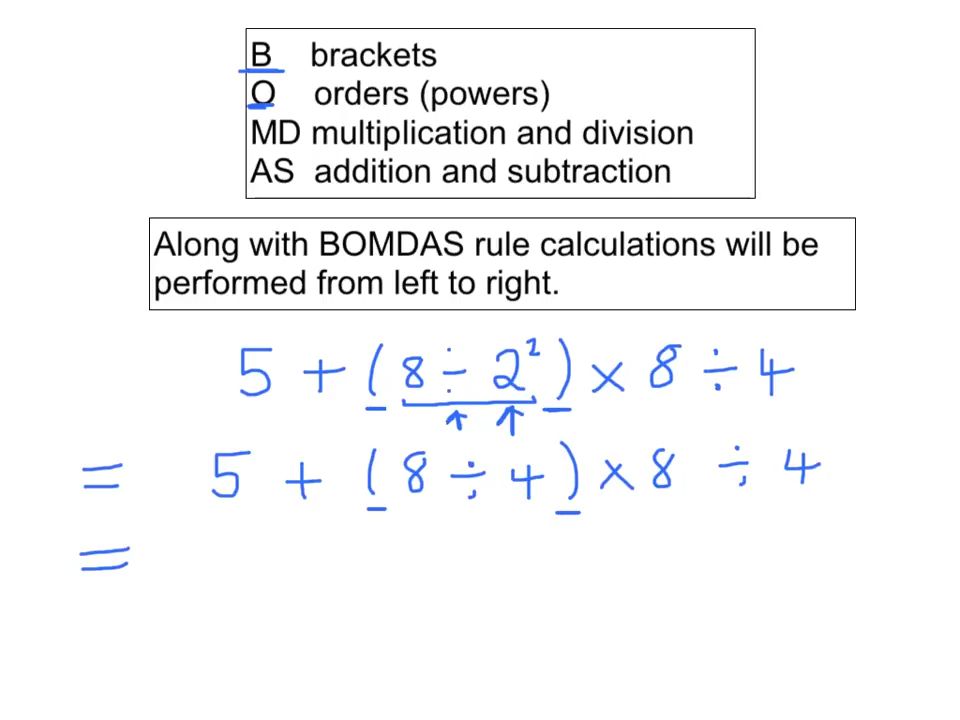 B brackets
O orders (powers)
MD multiplication and division
AS addition and subtraction
Along with BOMDAS rule calculations will be
performed from left to right.
5 + (8 ÷ 2²) × 8 ÷ 4
= 5 + (8 ÷ 4) × 8 ÷ 4
=